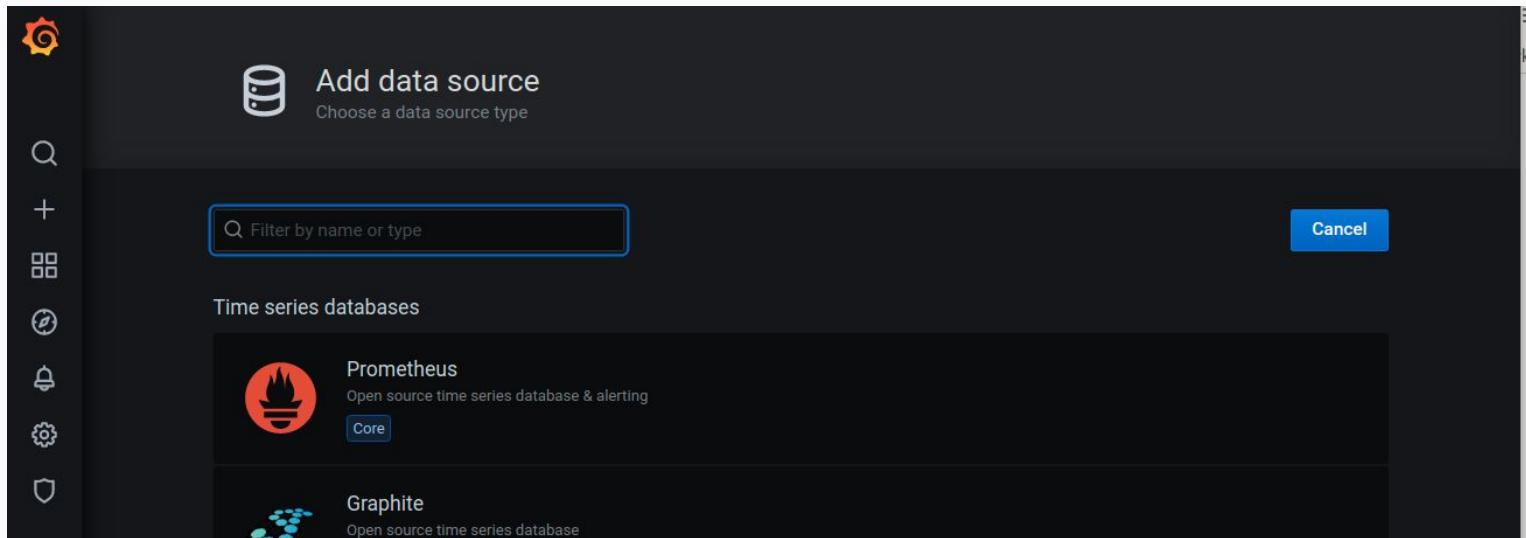 Add data source
Choose a data source type
Filter by name or type
Cancel
Time series databases
Prometheus
Open source time series database & alerting
Core
Graphite
Open source time series database